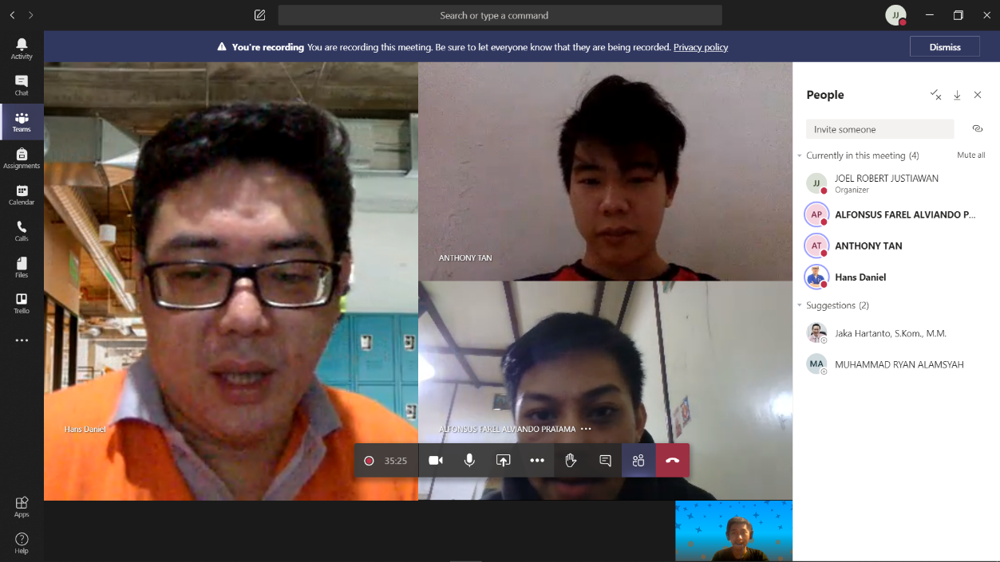 Search or type a command
JJ
You're recording You are recording this meeting. Be sure to let everyone know that they are being recorded. Privacy policy
Dismiss
Activity
Chat
Teams
Assignments
Calendar
Calls
Files
Trello
Apps
Help
ANTHONY TAN
Hans Daniel
ALFONSUS FAREL ALVIANDO PRATAMA
35:25
People
Invite someone
Currently in this meeting (4)
Mute all
JJ
JOEL ROBERT JUSTIAWAN
Organizer
AP
ALFONSUS FAREL ALVIANDO P...
AT
ANTHONY TAN
Hans Daniel
Suggestions (2)
Jaka Hartanto, S.Kom., M.M.
MA
MUHAMMAD RYAN ALAMSYAH